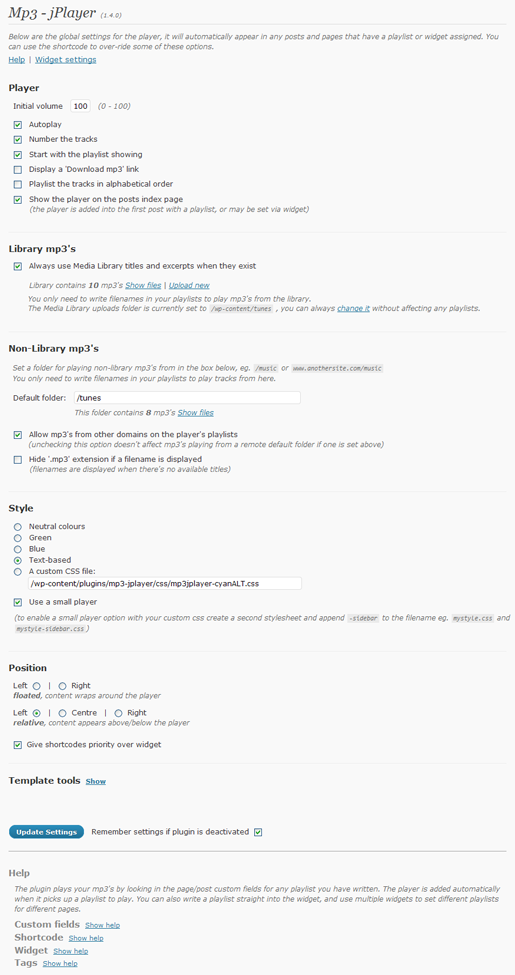 Mp3 - jPlayer (1.4.0)
Below are the global settings for the player, it will automatically appear in any posts and pages that have a playlist or widget assigned. You
can use the shortcode to over-ride some of these options.
Help | Widget settings
Player
Initial volume 100 (0 - 100)
Autoplay
Number the tracks
Start with the playlist showing
Display a 'Download mp3' link
Playlist the tracks in alphabetical order
Show the player on the posts index page
(the player is added into the first post with a playlist, or may be set via widget)
Library mp3's
Always use Media Library titles and excerpts when they exist
Library contains 10 mp3's Show files | Upload new
You only need to write filenames in your playlists to play mp3's from the library.
The Media Library uploads folder is currently set to /wp-content/tunes , you can always change it without affecting any playlists.
Non-Library mp3's
Set a folder for playing non-library mp3's from in the box below, eg. /music or www.anothersite.com/music
You only need to write filenames in your playlists to play tracks from here.
Default folder: /tunes
This folder contains 8 mp3's Show files
Allow mp3's from other domains on the player's playlists
(unchecking this option doesn't affect mp3's playing from a remote default folder if one is set above)
Hide '.mp3' extension if a filename is displayed
(filenames are displayed when there's no available titles)
Style
Neutral colours
Green
Blue
Text-based
A custom CSS file:
/wp-content/plugins/mp3-jplayer/css/mp3jplayer-cyanALT.css
Use a small player
(to enable a small player option with your custom css create a second stylesheet and append -sidebar to the filename eg. mystyle.css and
mystyle-sidebar.css )
Position
Left | Right
floated, content wraps around the player
Left | Centre | Right
relative, content appears above/below the player
Give shortcodes priority over widget
Template tools Show
Update Settings Remember settings if plugin is deactivated
Help
The plugin plays your mp3's by looking in the page/post custom fields for any playlist you have written. The player is added automatically
when it picks up a playlist to play. You can also write a playlist straight into the widget, and use multiple widgets to set different playlists
for different pages.
Custom fields Show help
Shortcode Show help
Widget Show help
Tags Show help